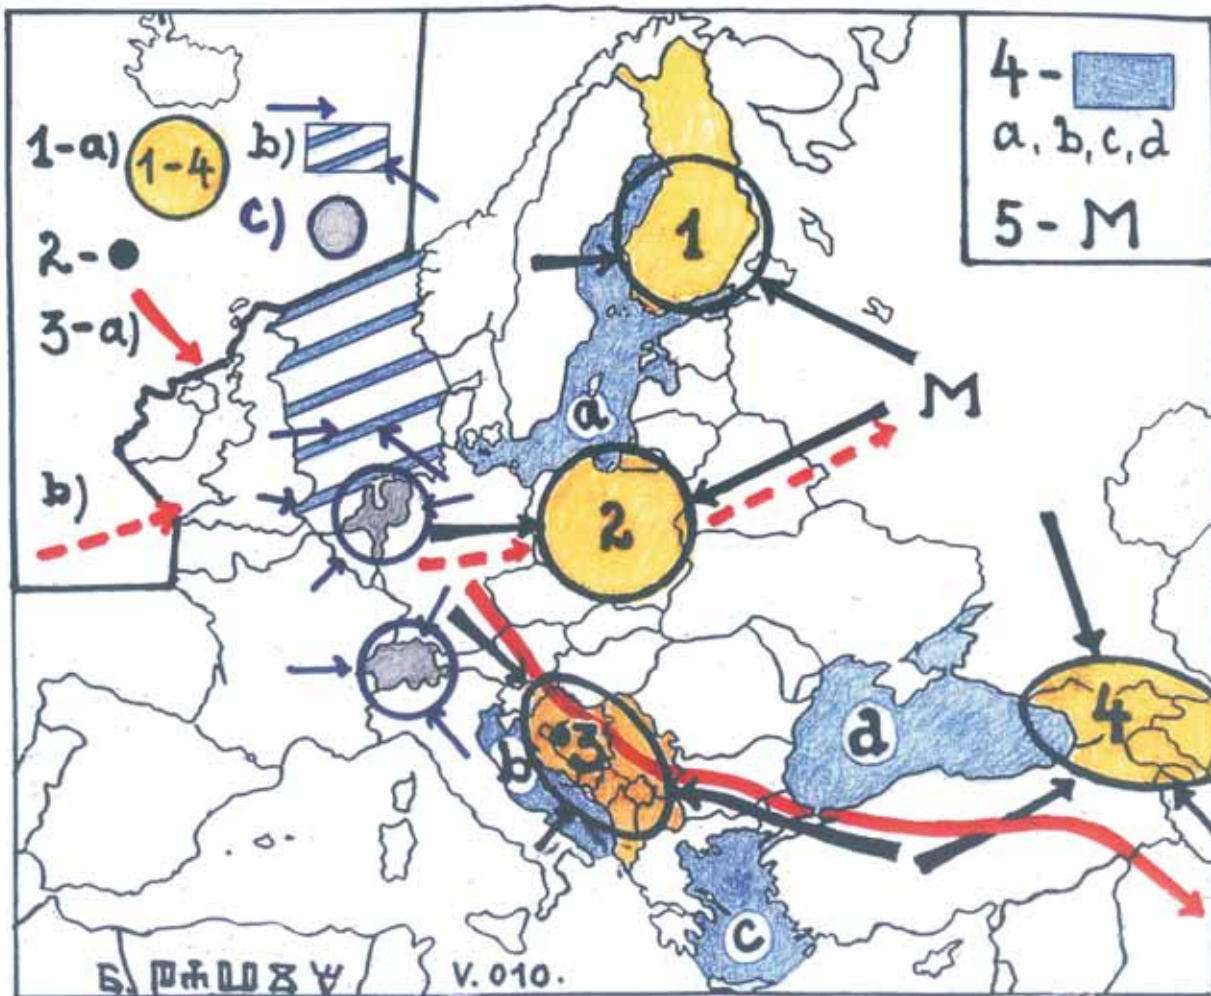 1-a)
1-4
b)
c)
2-
3-a)
b)
4-
a, b, c, d
5- M
1
a
M
2
3
b
4
d
c
V. 010.